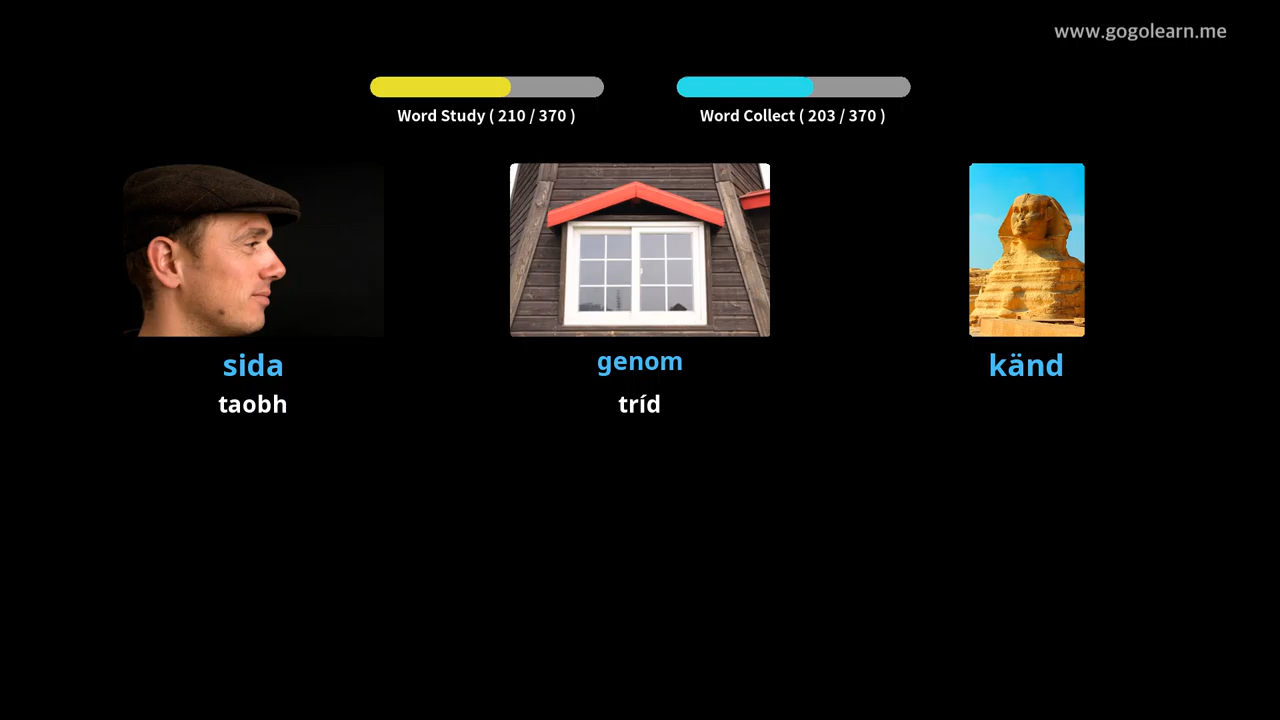 www.gogolearn.me
Word Study ( 210 / 370 )
Word Collect ( 203 / 370 )
sida
genom
känd
taobh
tríd